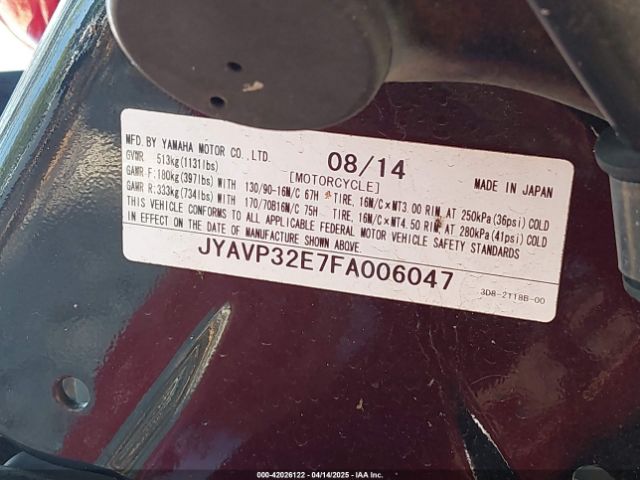 MFD. BY YAMAHA MOTOR CO., LTD. 08/14
GVWR 513kg(1131lbs) [MOTORCYCLE] MADE IN JAPAN
GAWR F:180kg(397lbs) WITH 130/90-16M/C 67H TIRE, 16M/C×MT3.00 RIM, AT 250kPa(36psi) COLD
GAWR R:333kg(734lbs) WITH 170/70B16M/C 75H TIRE, 16M/C×MT4.50 RIM, AT 280kPa(41psi) COLD
THIS VEHICLE CONFORMS TO ALL APPLICABLE FEDERAL MOTOR VEHICLE SAFETY STANDARDS
IN EFFECT ON THE DATE OF MANUFACTURE SHOWN ABOVE.
JYAVP32E7FA006047
3D8-2118B-00
000-42026122 - 04/14/2025 - IAA Inc.